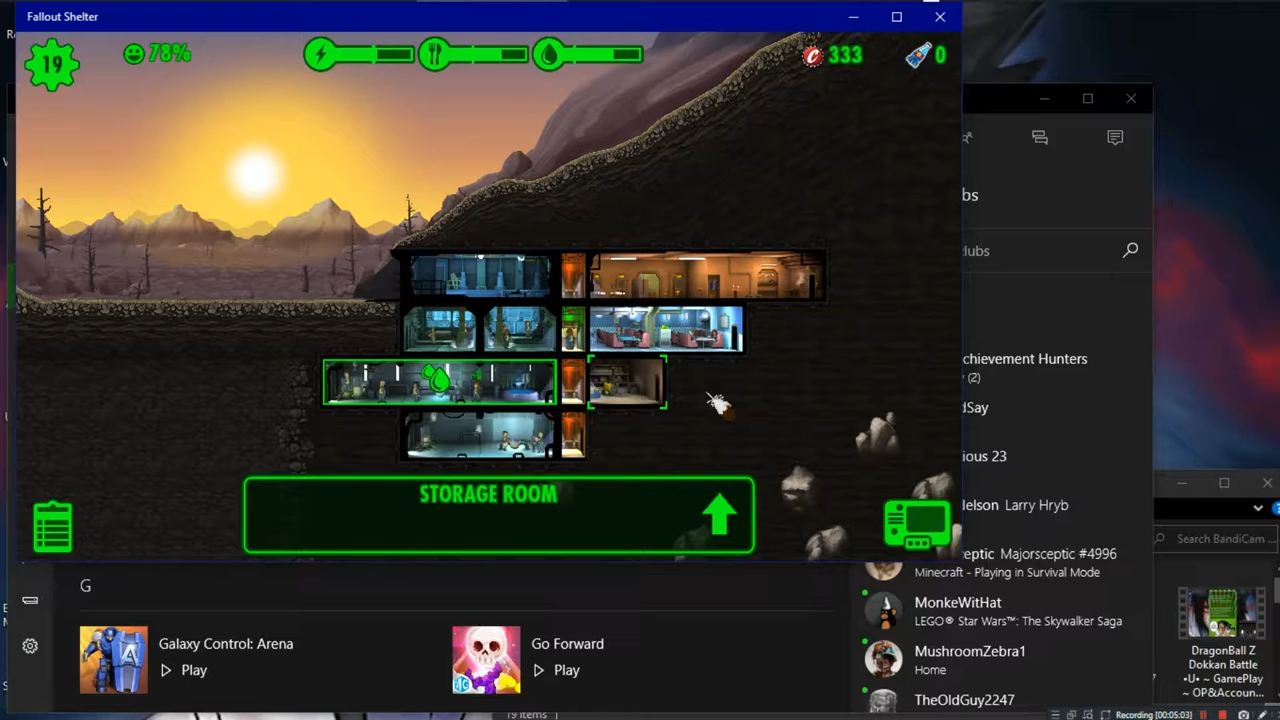 Fallout Shelter
19
78%
333
0
bs
lubs
chievement Hunters
(2)
dSay
ious 23
lelson Larry Hryb
eptic Majorsceptic #4996
Minecraft - Playing in Survival Mode
MonkeWitHat
LEGO® Star Wars™: The Skywalker Saga
MushroomZebra1
Home
TheOldGuy2247
STORAGE ROOM
G
Galaxy Control: Arena
Play
Go Forward
Play
Search BandiCam ...
DragonBall Z
Dokkan Battle
•U• ~ GamePlay
~ OP&Accoun...
19 items
Recording [00:05:03]